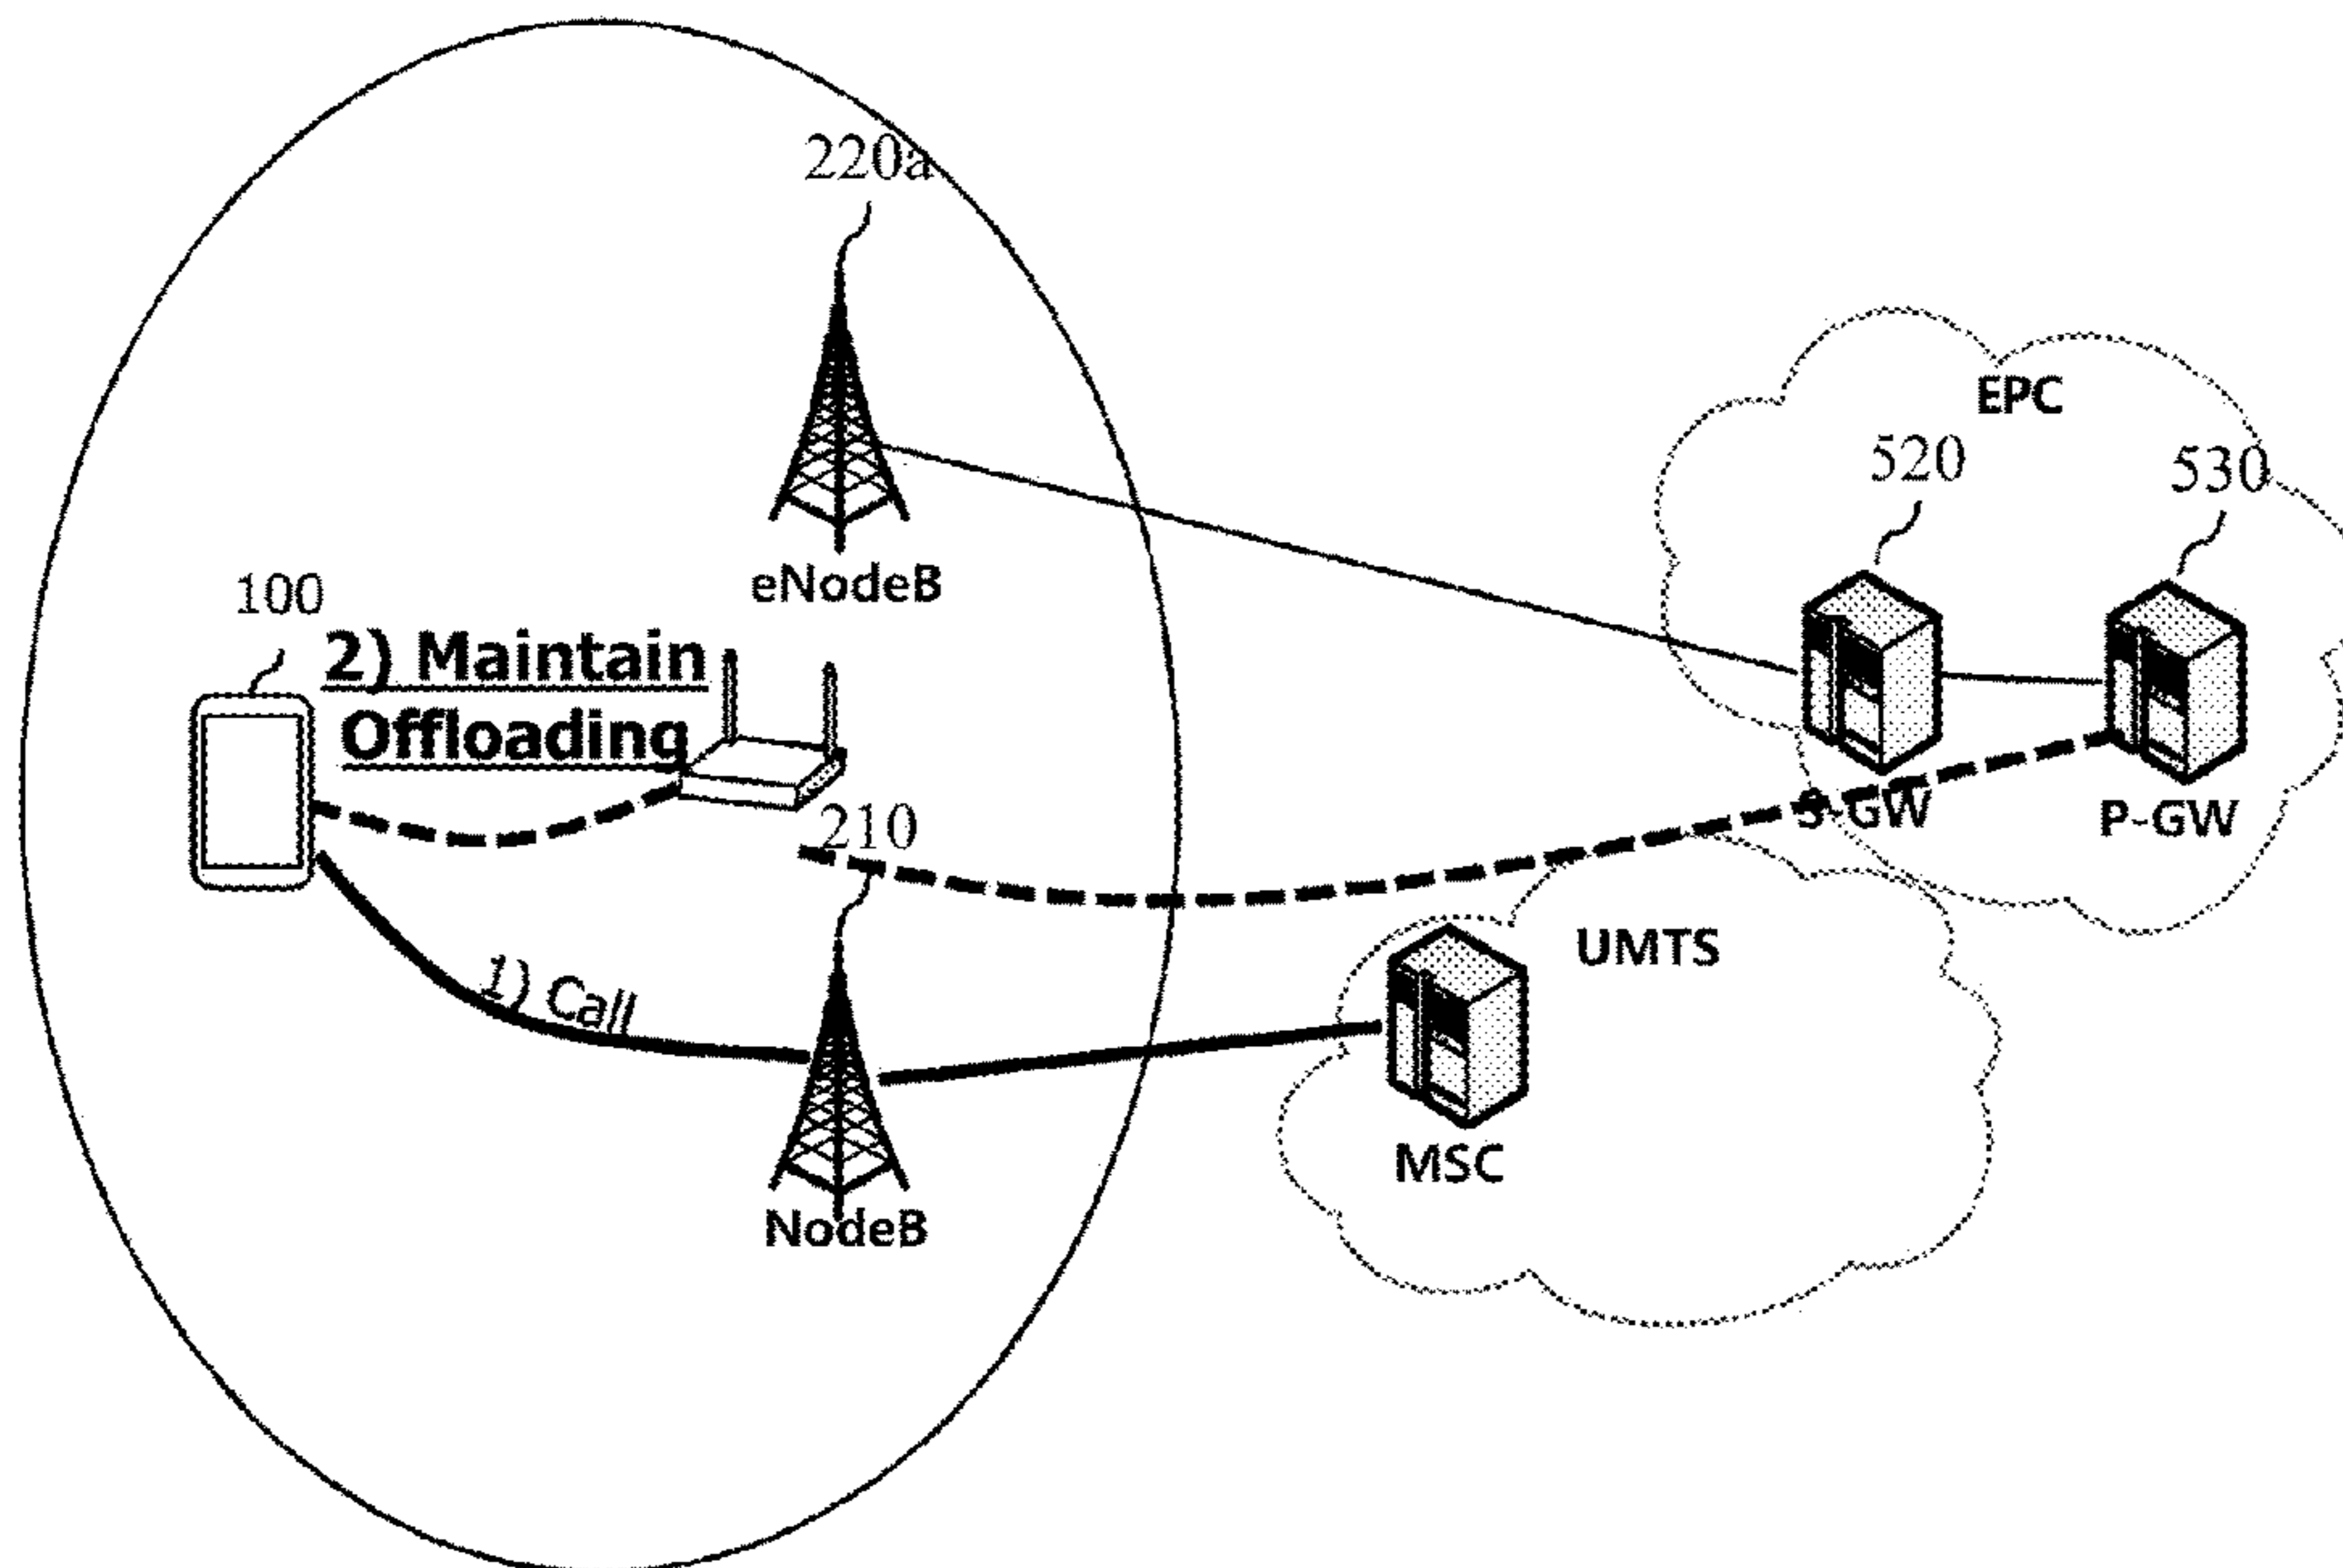 220a
EPC
520
530
eNodeB
100
2) Maintain
Offloading
210
S-GW
P-GW
UMTS
1) Call
MSC
NodeB